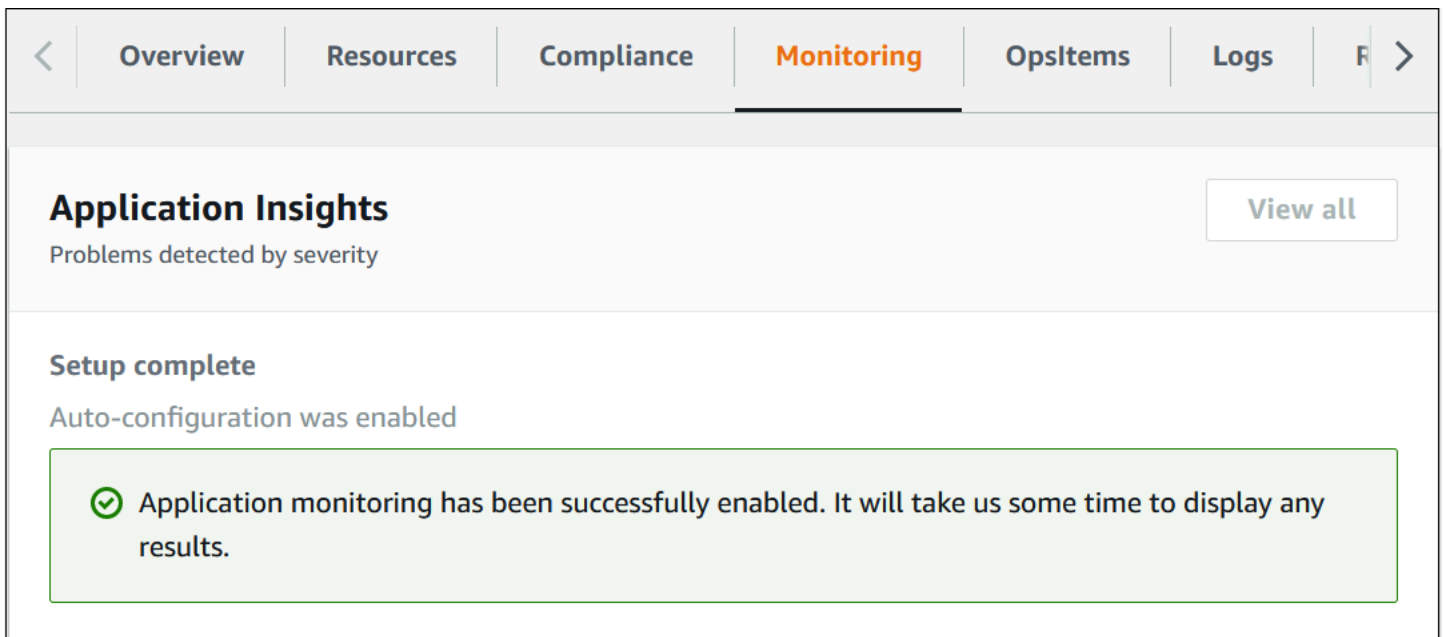 Overview Resources Compliance Monitoring OpsItems Logs
Application Insights
View all
Problems detected by severity
Setup complete
Auto-configuration was enabled
Application monitoring has been successfully enabled. It will take us some time to display any
results.